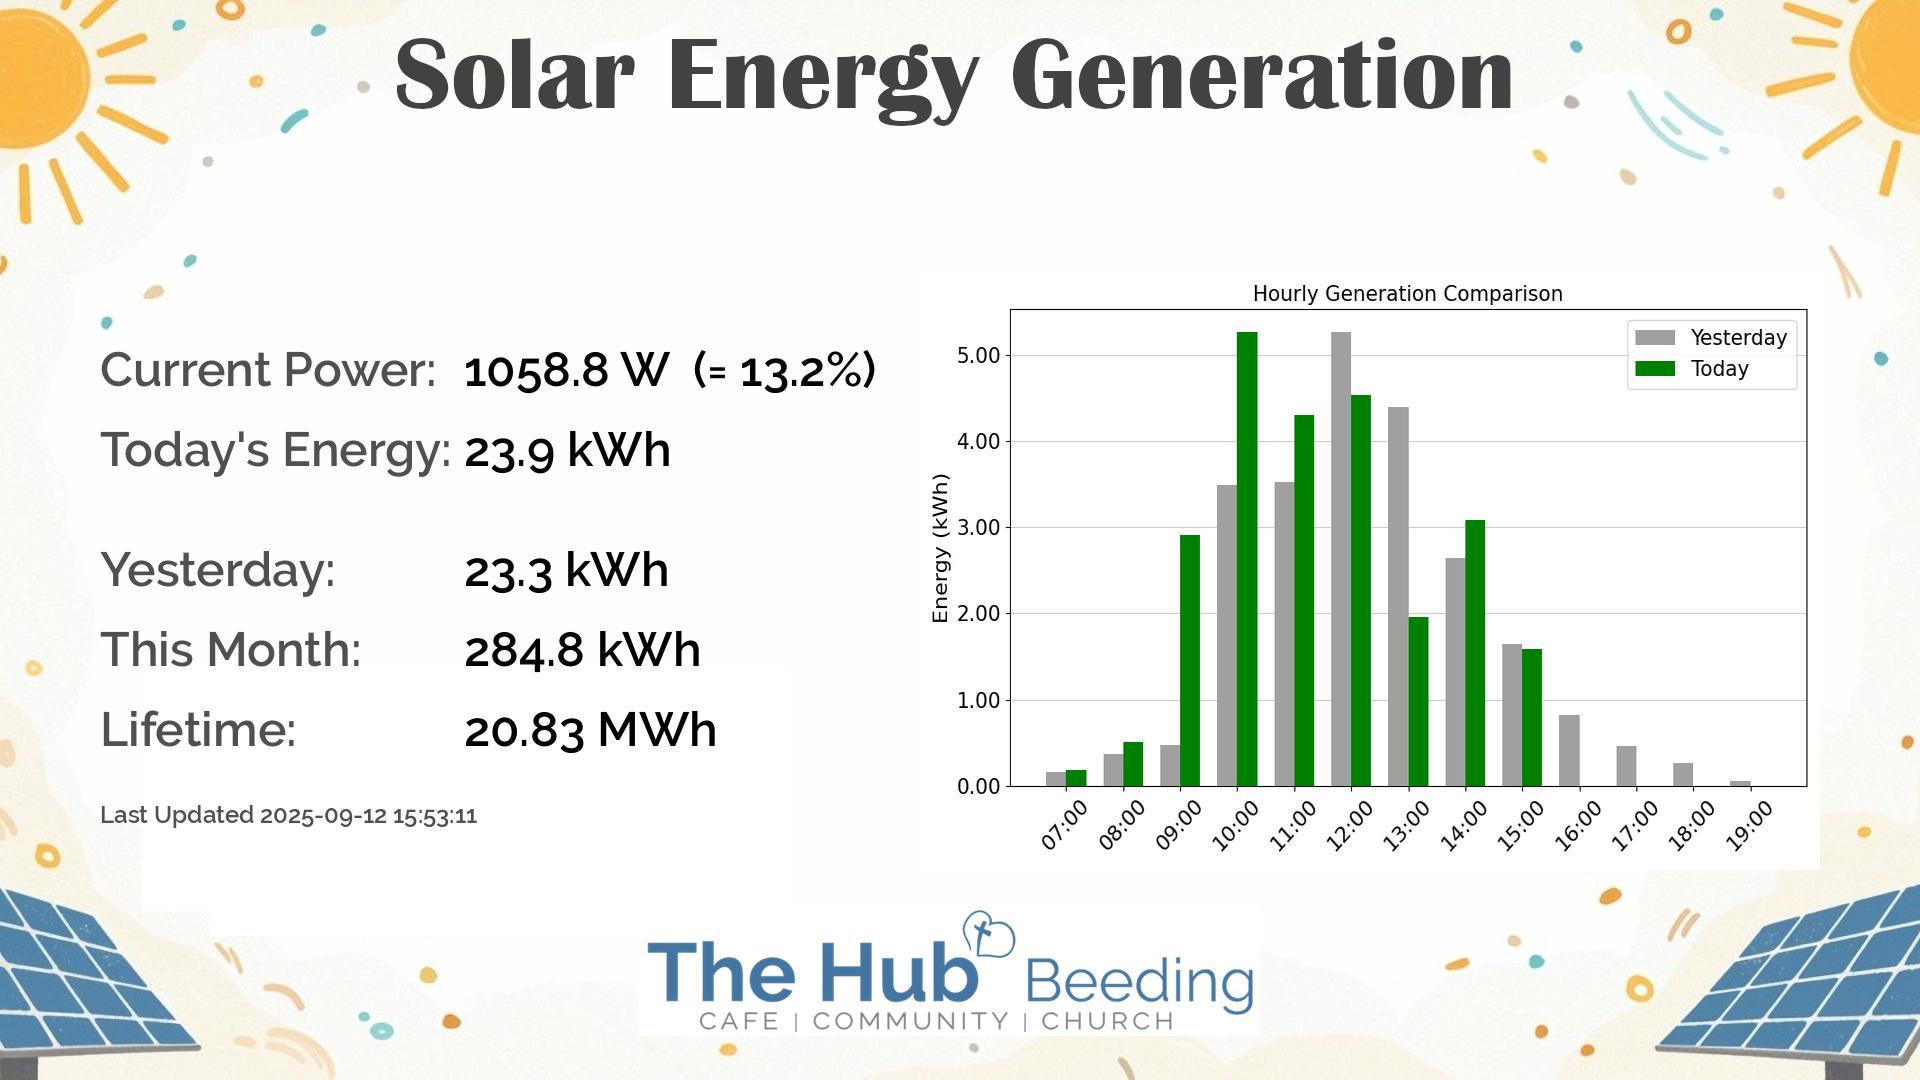 Solar Energy Generation
Current Power: 1058.8 W (= 13.2%)
Today's Energy: 23.9 kWh
Yesterday: 23.3 kWh
This Month: 284.8 kWh
Lifetime: 20.83 MWh
Last Updated 2025-09-12 15:53:11
Hourly Generation Comparison
Yesterday
Today
Energy (kWh)
5.00
4.00
3.00
2.00
1.00
0.00
07:00 08:00 09:00 10:00 11:00 12:00 13:00 14:00 15:00 16:00 17:00 18:00 19:00
The Hub Beeding
CAFE | COMMUNITY | CHURCH